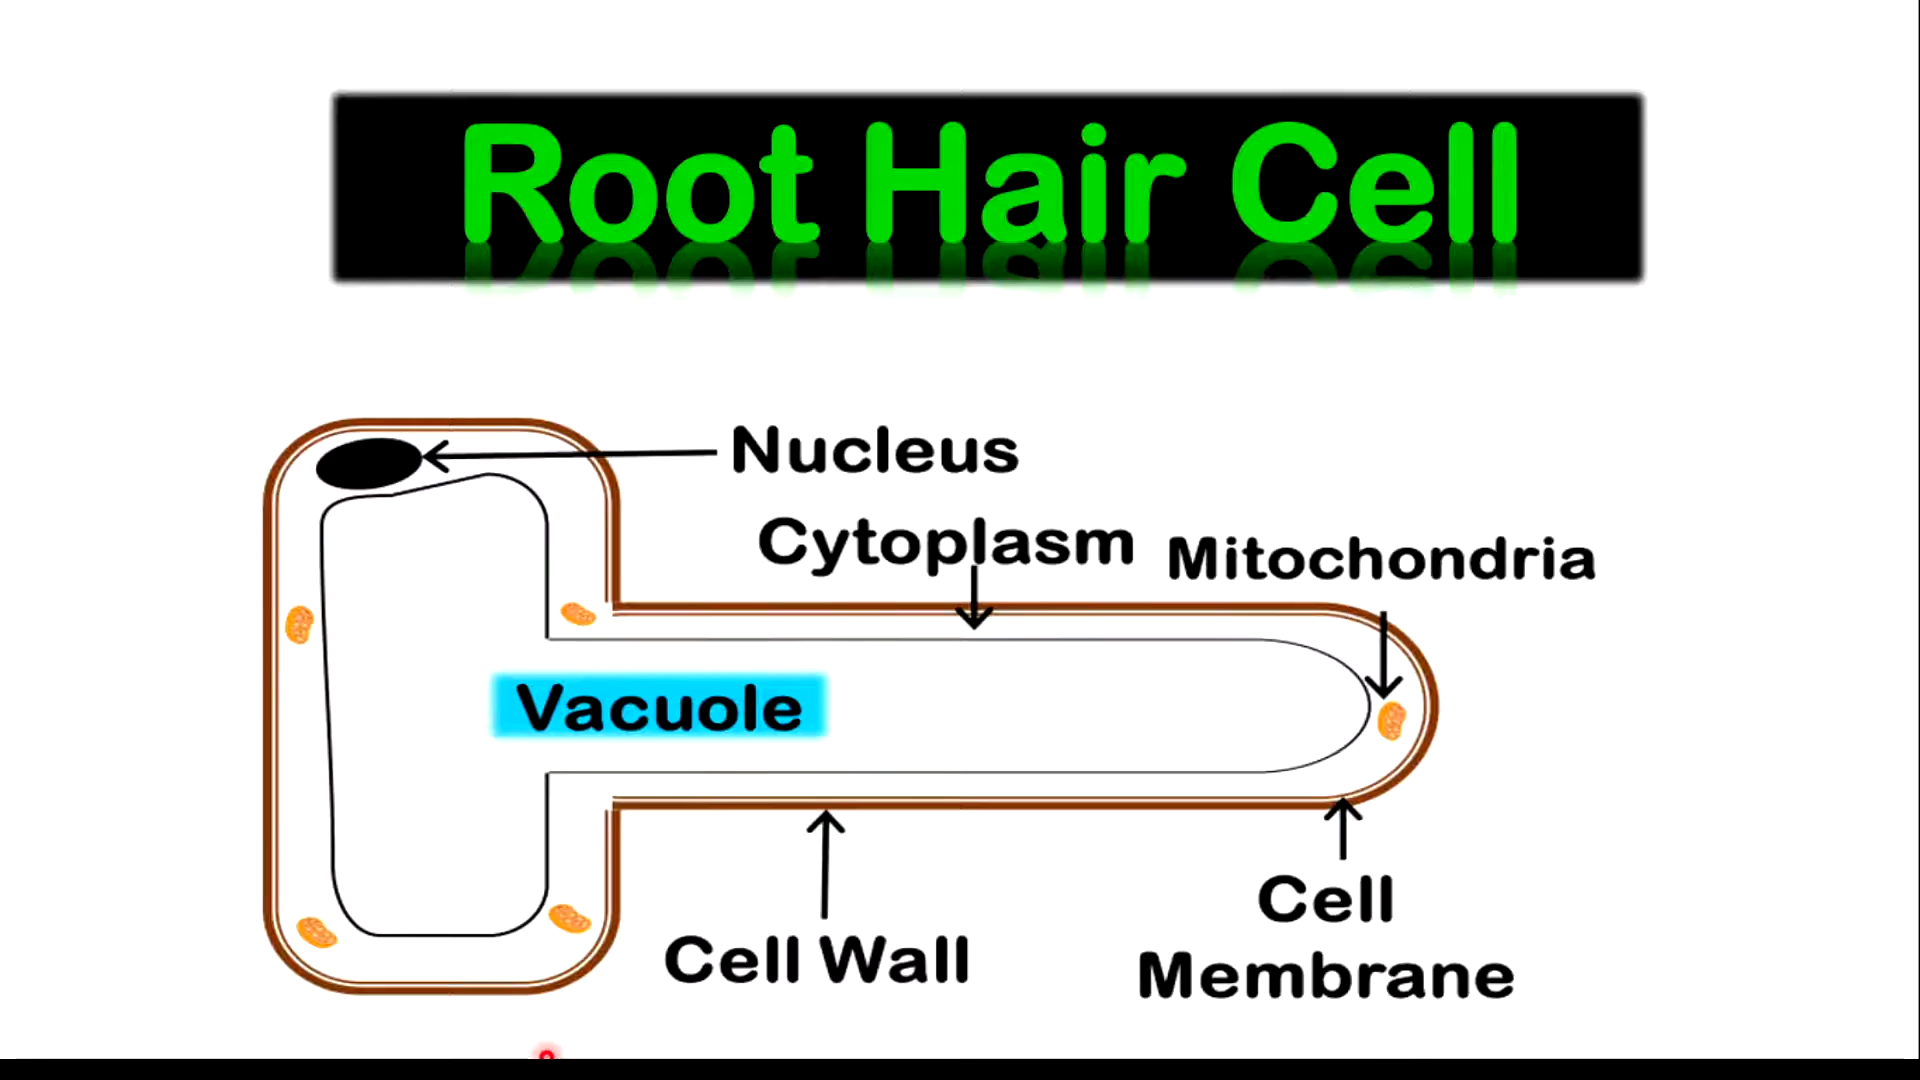 Root Hair Cell
Nucleus
Cytoplasm
Mitochondria
Vacuole
Cell Wall
Cell
Membrane